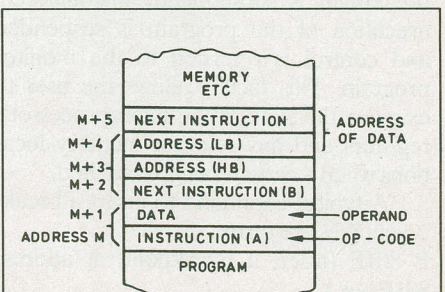 MEMORY
ETC
M+5 NEXT INSTRUCTION ADDRESS
M+4 ADDRESS (LB) OF DATA
M+3 ADDRESS (HB)
M+2 NEXT INSTRUCTION (B)
M+1 DATA OPERAND
ADDRESS M INSTRUCTION (A) OP-CODE
PROGRAM